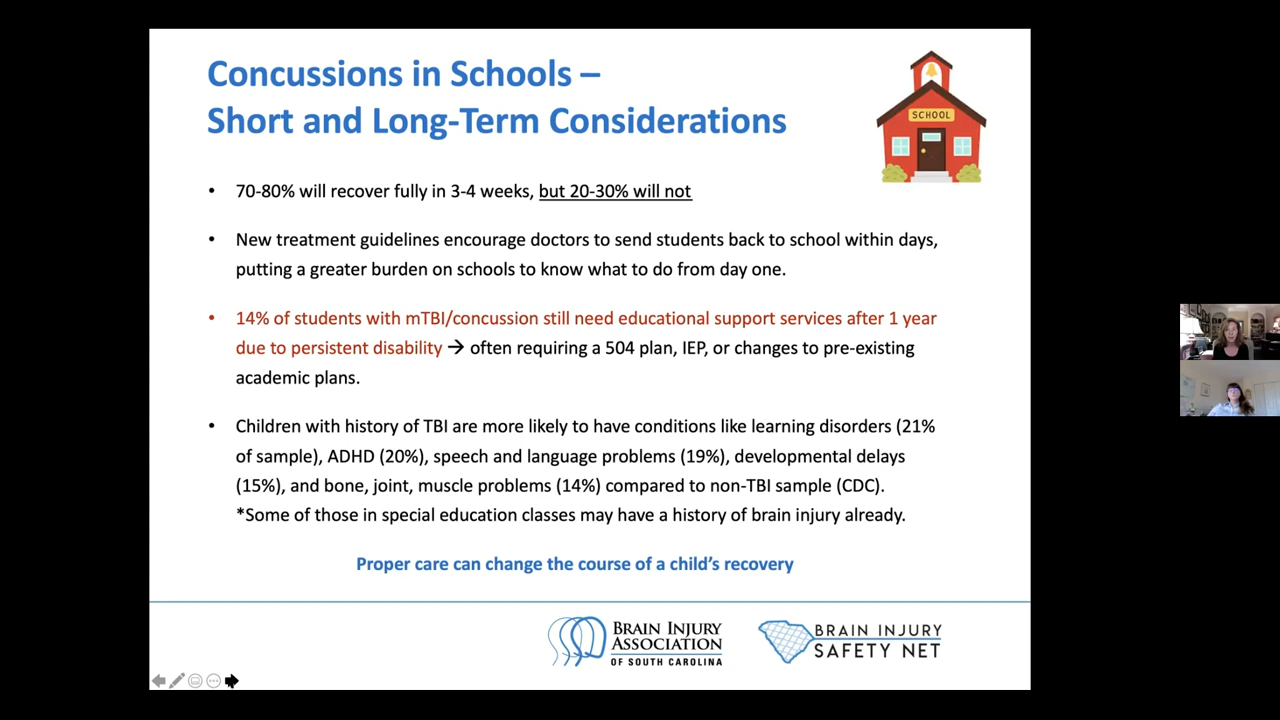 Concussions in Schools –
Short and Long-Term Considerations
SCHOOL
• 70-80% will recover fully in 3-4 weeks, but 20-30% will not
• New treatment guidelines encourage doctors to send students back to school within days,
putting a greater burden on schools to know what to do from day one.
• 14% of students with mTBI/concussion still need educational support services after 1 year
due to persistent disability → often requiring a 504 plan, IEP, or changes to pre-existing
academic plans.
• Children with history of TBI are more likely to have conditions like learning disorders (21%
of sample), ADHD (20%), speech and language problems (19%), developmental delays
(15%), and bone, joint, muscle problems (14%) compared to non-TBI sample (CDC).
*Some of those in special education classes may have a history of brain injury already.
Proper care can change the course of a child’s recovery
BRAIN INJURY
ASSOCIATION
OF SOUTH CAROLINA
BRAIN INJURY
SAFETY NET